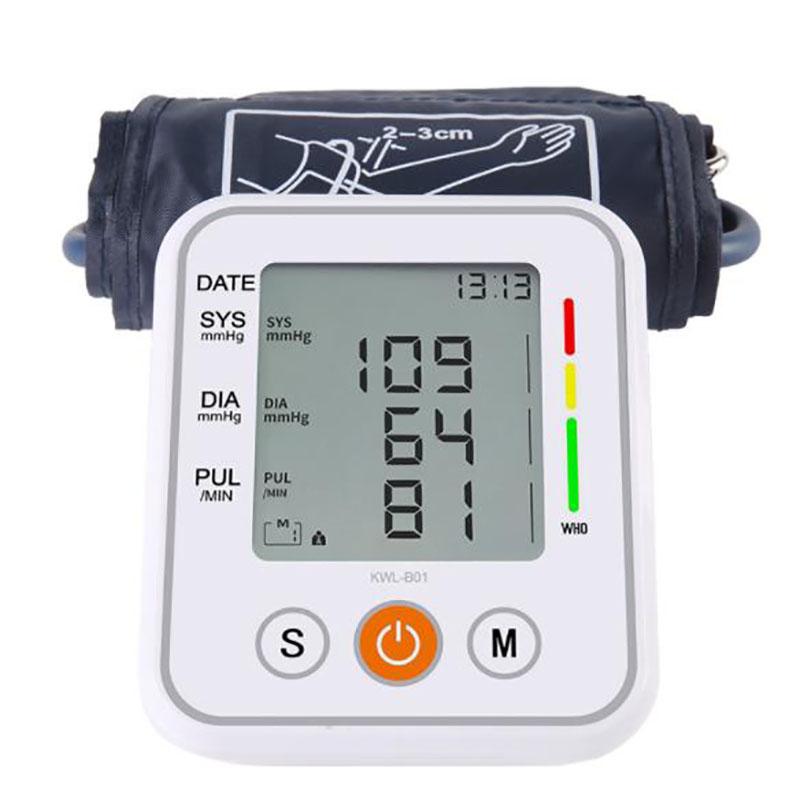 2-3cm
DATE
13:13
SYS
mmHg
SYS
mmHg
109
DIA
mmHg
DIA
mmHg
64
PUL
/MIN
PUL
/MIN
81
M
1
WHO
KWL-B01
S
M